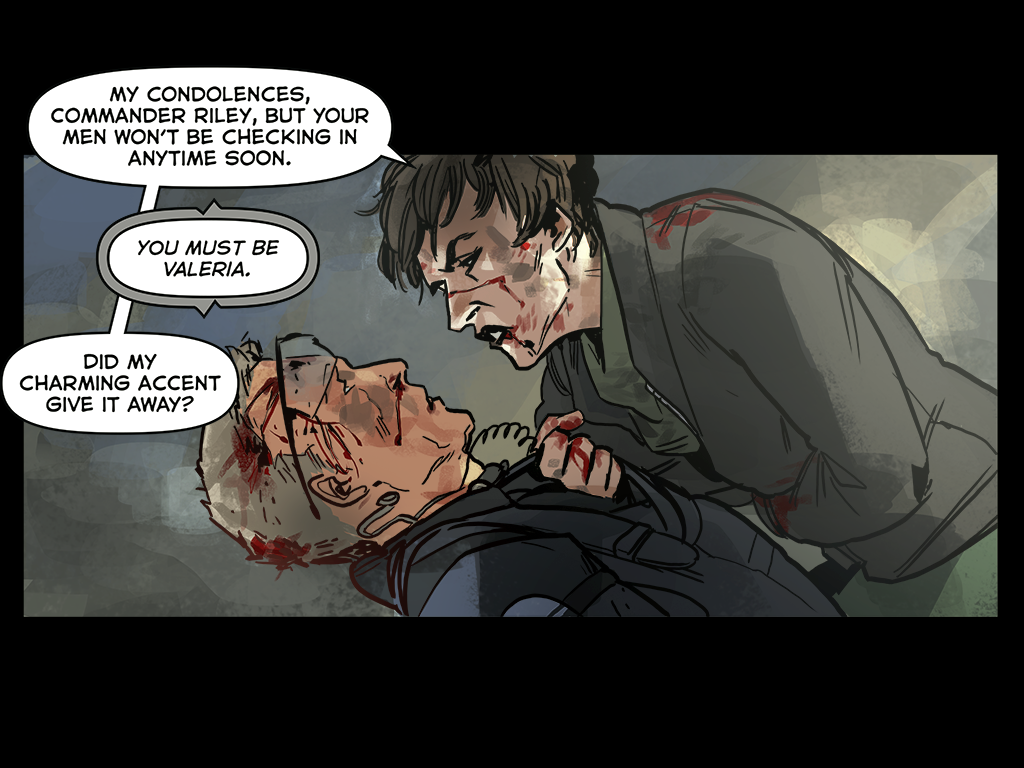 MY CONDOLENCES,
COMMANDER RILEY, BUT YOUR
MEN WON'T BE CHECKING IN
ANYTIME SOON.
YOU MUST BE
VALERIA.
DID MY
CHARMING ACCENT
GIVE IT AWAY?